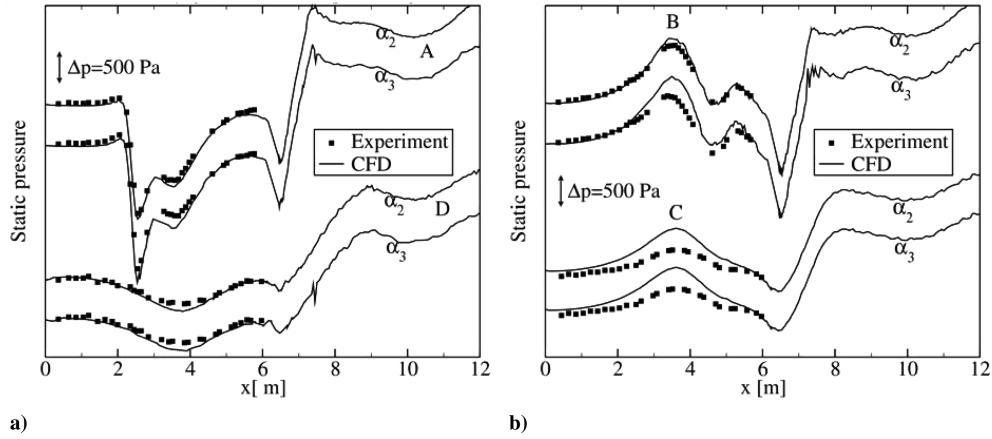 α2
A
α3
Δp=500 Pa
Experiment
CFD
α2
D
α3
Static pressure
0 2 4 6 8 10 12
x[ m]
a)
B
α2
α3
Experiment
CFD
Δp=500 Pa
α2
C
α3
Static pressure
0 2 4 6 8 10 12
x [m]
b)